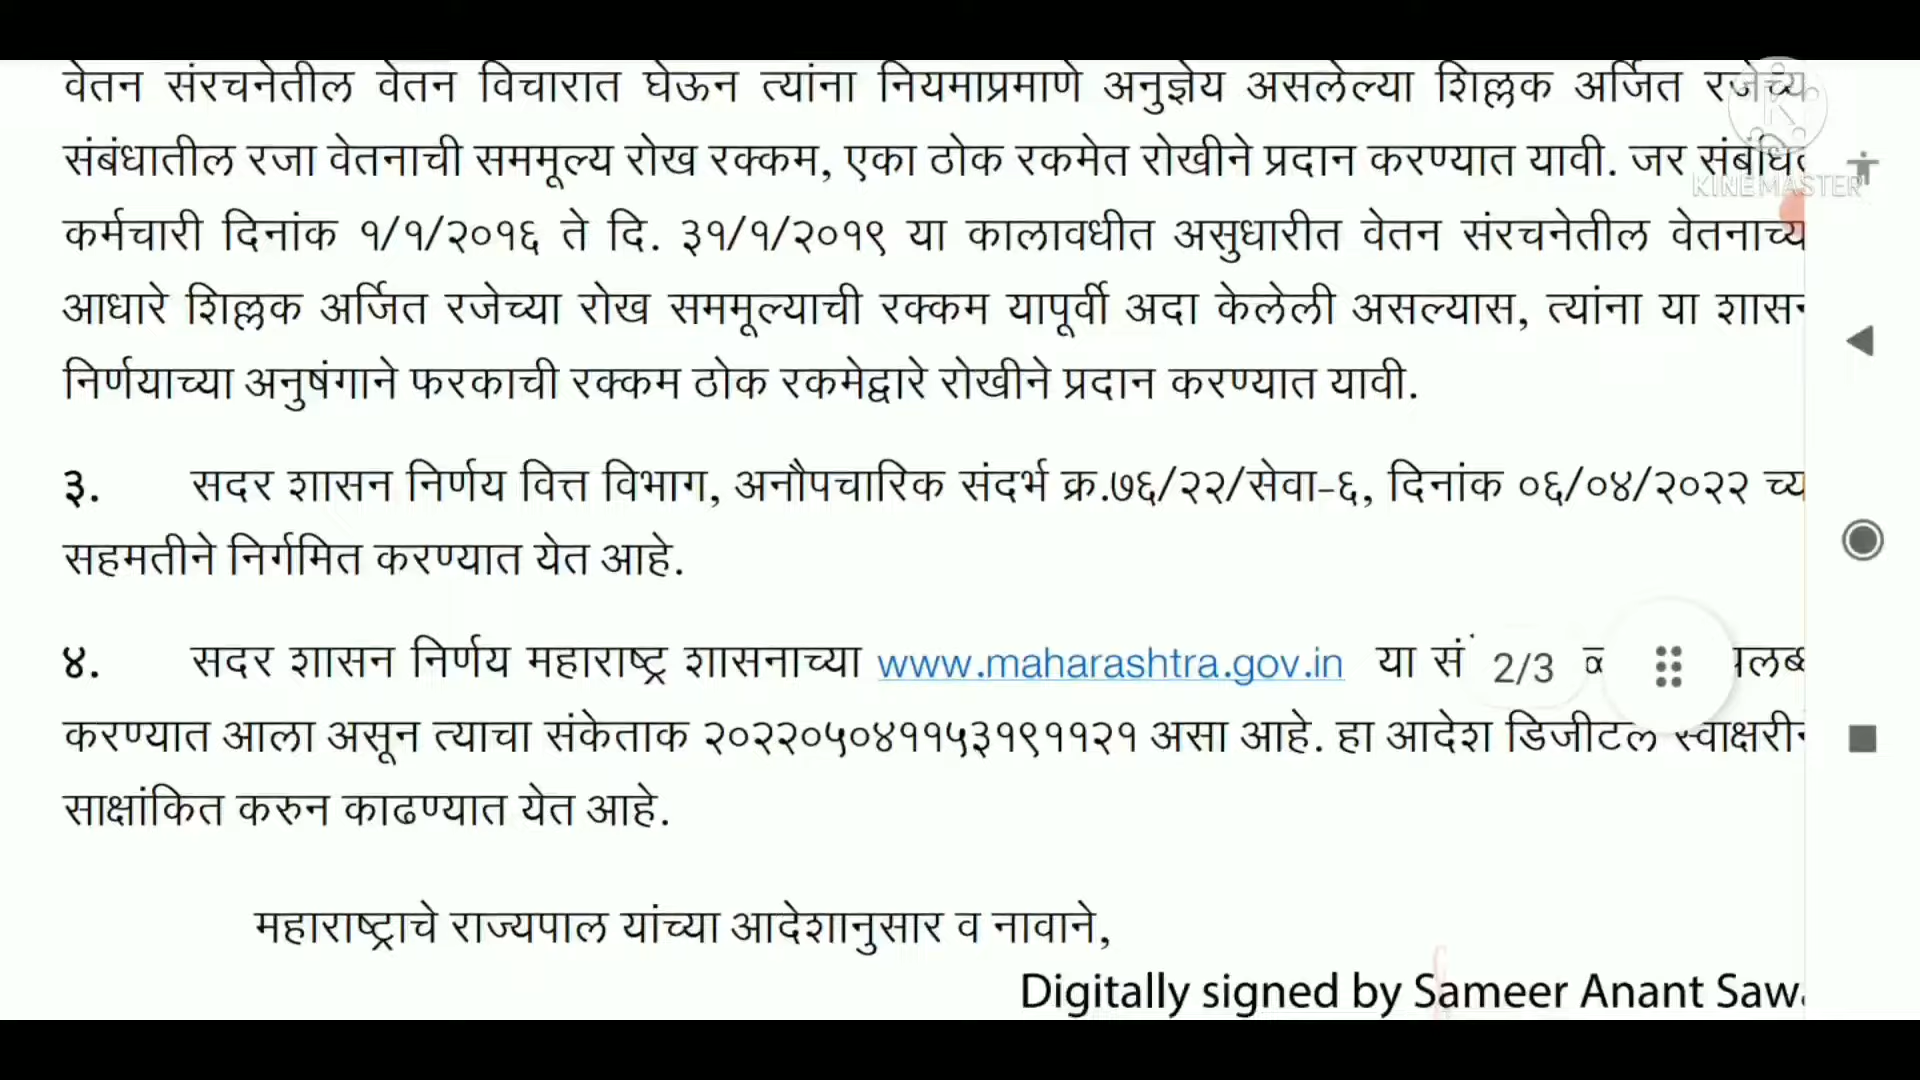 वेतन संरचनेतील वेतन विचारात घेऊन त्यांना नियमाप्रमाणे अनुज्ञेय असलेल्या शिल्लक अर्जित रजेच्य
संबंधातील रजा वेतनाची सममूल्य रोख रक्कम, एका ठोक रकमेत रोखीने प्रदान करण्यात यावी. जर
KINEMASTER
कर्मचारी दिनांक १/१/२०१६ ते दि. ३१/१/२०१९ या कालावधीत असुधारीत वेतन संरचनेतील वेतनाच्य
आधारे शिल्लक अर्जित रजेच्या रोख सममूल्याची रक्कम यापूर्वी अदा केलेली असल्यास, त्यांना या शासन
निर्णयाच्या अनुषंगाने फरकाची रक्कम ठोक रकमेद्वारे रोखीने प्रदान करण्यात यावी.
३. सदर शासन निर्णय वित्त विभाग, अनौपचारिक संदर्भ क्र.७६/२२/सेवा-६, दिनांक ०६/०४/२०२२ च्य
सहमतीने निर्गमित करण्यात येत आहे.
४. सदर शासन निर्णय महाराष्ट्र शासनाच्या www.maharashtra.gov.in या 2/3
करण्यात आला असून त्याचा संकेताक २०२२०५०४११५३१९११२१ असा आहे. हा आदेश डिजीटल
साक्षांकित करुन काढण्यात येत आहे.
महाराष्ट्राचे राज्यपाल यांच्या आदेशानुसार व नावाने,
Digitally signed by Sameer Anant Saw